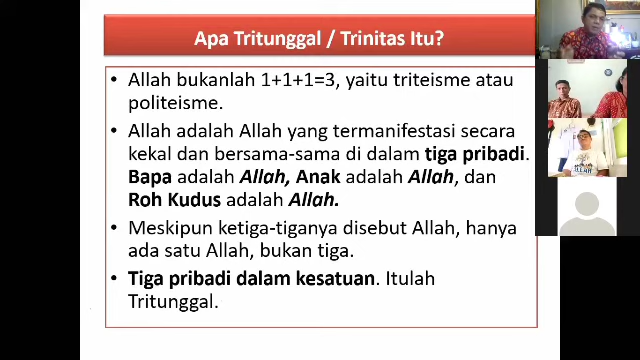 Apa Tritunggal / Trinitas Itu?
• Allah bukanlah 1+1+1=3, yaitu triteisme atau
politeisme.
• Allah adalah Allah yang termanifestasi secara
kekal dan bersama-sama di dalam tiga pribadi.
Bapa adalah Allah, Anak adalah Allah, dan
Roh Kudus adalah Allah.
• Meskipun ketiga-tiganya disebut Allah, hanya
ada satu Allah, bukan tiga.
• Tiga pribadi dalam kesatuan. Itulah
Tritunggal.